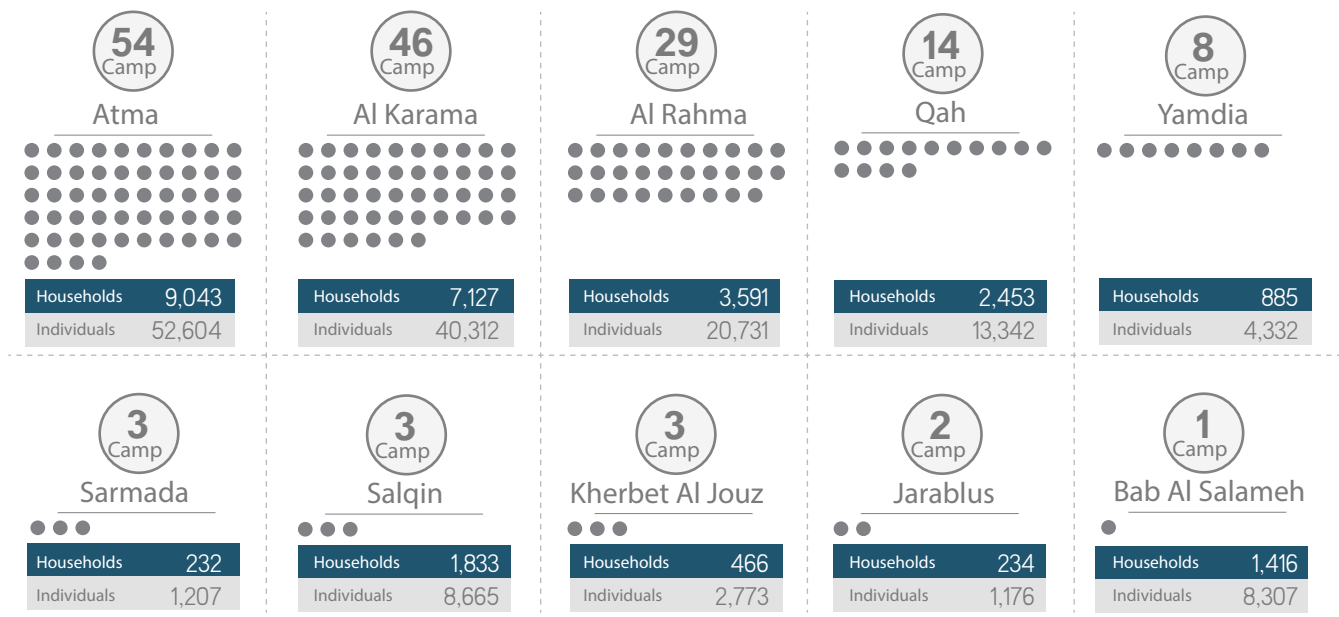 54
Camp
Atma
Households 9,043
Individuals 52,604
46
Camp
Al Karama
Households 7,127
Individuals 40,312
29
Camp
Al Rahma
Households 3,591
Individuals 20,731
14
Camp
Qah
Households 2,453
Individuals 13,342
8
Camp
Yamdia
Households 885
Individuals 4,332
3
Camp
Sarmada
Households 232
Individuals 1,207
3
Camp
Salqin
Households 1,833
Individuals 8,665
3
Camp
Kherbet Al Jouz
Households 466
Individuals 2,773
2
Camp
Jarablus
Households 234
Individuals 1,176
1
Camp
Bab Al Salameh
Households 1,416
Individuals 8,307